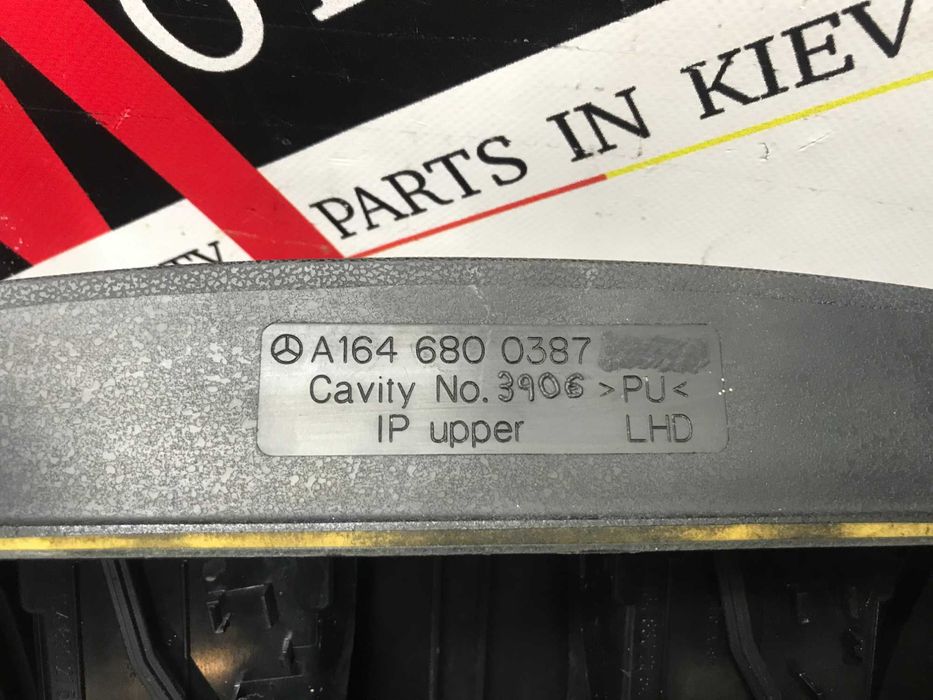 PARTS IN KIEV
A164 680 0387
Cavity No. 3906 >PU<
IP upper LHD